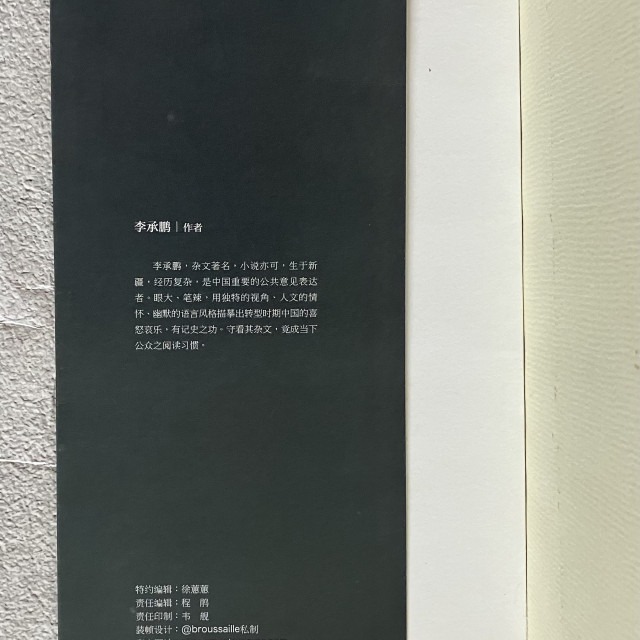 李承鹏｜作者
李承鹏，杂文著名，小说亦可，生于新
疆，经历复杂。是中国重要的公共意见表达
者。眼大、笔辣，用独特的视角、人文的情
怀、幽默的语言风格描摹出转型时期中国的喜
怒哀乐，有记史之功。守看其杂文，竟成当下
公众之阅读习惯。
特约编辑：徐蕙蕙
责任编辑：程 鹃
责任印制：韦 舰
装帧设计：@broussaille私制